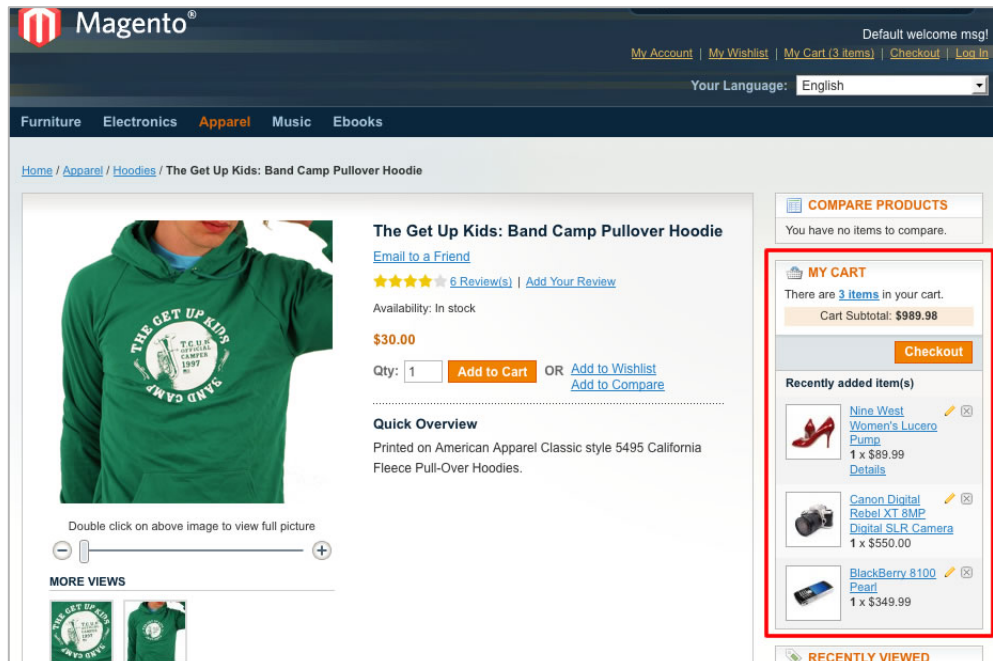 Magento®
Default welcome msg!
My Account | My Wishlist | My Cart (3 items) | Checkout | Log In
Your Language: English
Furniture Electronics Apparel Music Ebooks
Home / Apparel / Hoodies / The Get Up Kids: Band Camp Pullover Hoodie
THE GET UP KIDS
T.C.U.K
OFFICIAL
CAMPER
1997
BAND CAMP
Double click on above image to view full picture
MORE VIEWS
THE GET UP KIDS
The Get Up Kids: Band Camp Pullover Hoodie
Email to a Friend
6 Review(s) | Add Your Review
Availability: In stock
$30.00
Qty: 1 Add to Cart OR Add to Wishlist
Add to Compare
Quick Overview
Printed on American Apparel Classic style 5495 California
Fleece Pull-Over Hoodies.
COMPARE PRODUCTS
You have no items to compare.
MY CART
There are 3 items in your cart.
Cart Subtotal: $989.98
Checkout
Recently added item(s)
Nine West
Women's Lucero
Pump
1 x $89.99
Details
Canon Digital
Rebel XT 8MP
Digital SLR Camera
1 x $550.00
BlackBerry 8100
Pearl
1 x $349.99
RECENTLY VIEWED